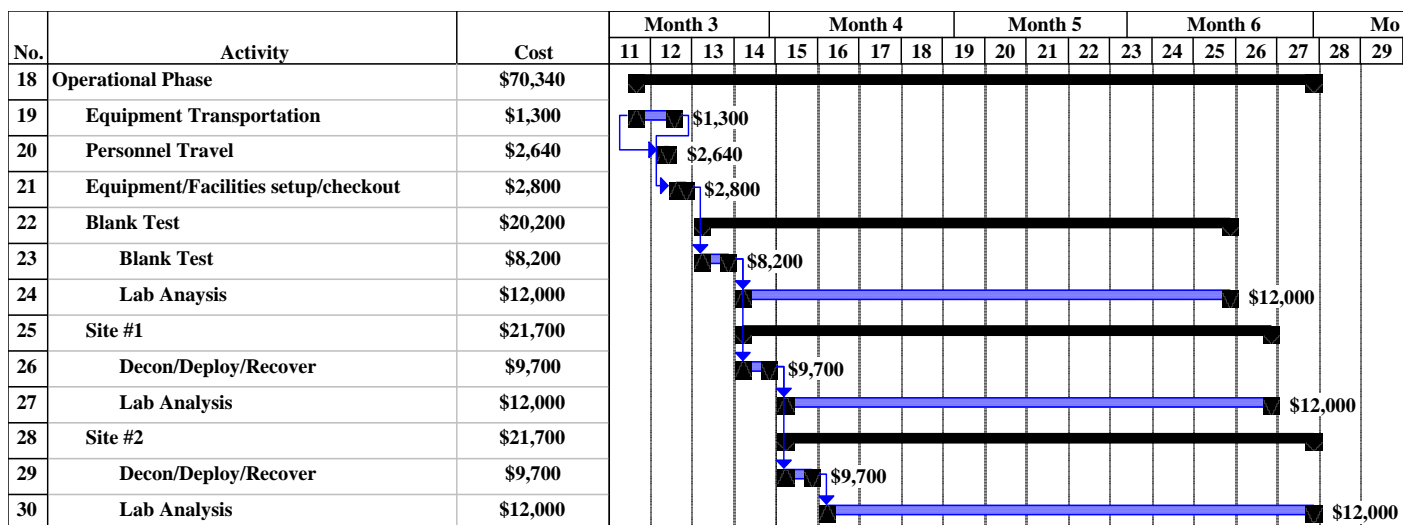 Month 3 Month 4 Month 5 Month 6 Mo
No. Activity Cost 11 12 13 14 15 16 17 18 19 20 21 22 23 24 25 26 27 28 29
18 Operational Phase $70,340
19 Equipment Transportation $1,300 $1,300
20 Personnel Travel $2,640 $2,640
21 Equipment/Facilities setup/checkout $2,800 $2,800
22 Blank Test $20,200
23 Blank Test $8,200 $8,200
24 Lab Anaysis $12,000 $12,000
25 Site #1 $21,700
26 Decon/Deploy/Recover $9,700 $9,700
27 Lab Analysis $12,000 $12,000
28 Site #2 $21,700
29 Decon/Deploy/Recover $9,700 $9,700
30 Lab Analysis $12,000 $12,000